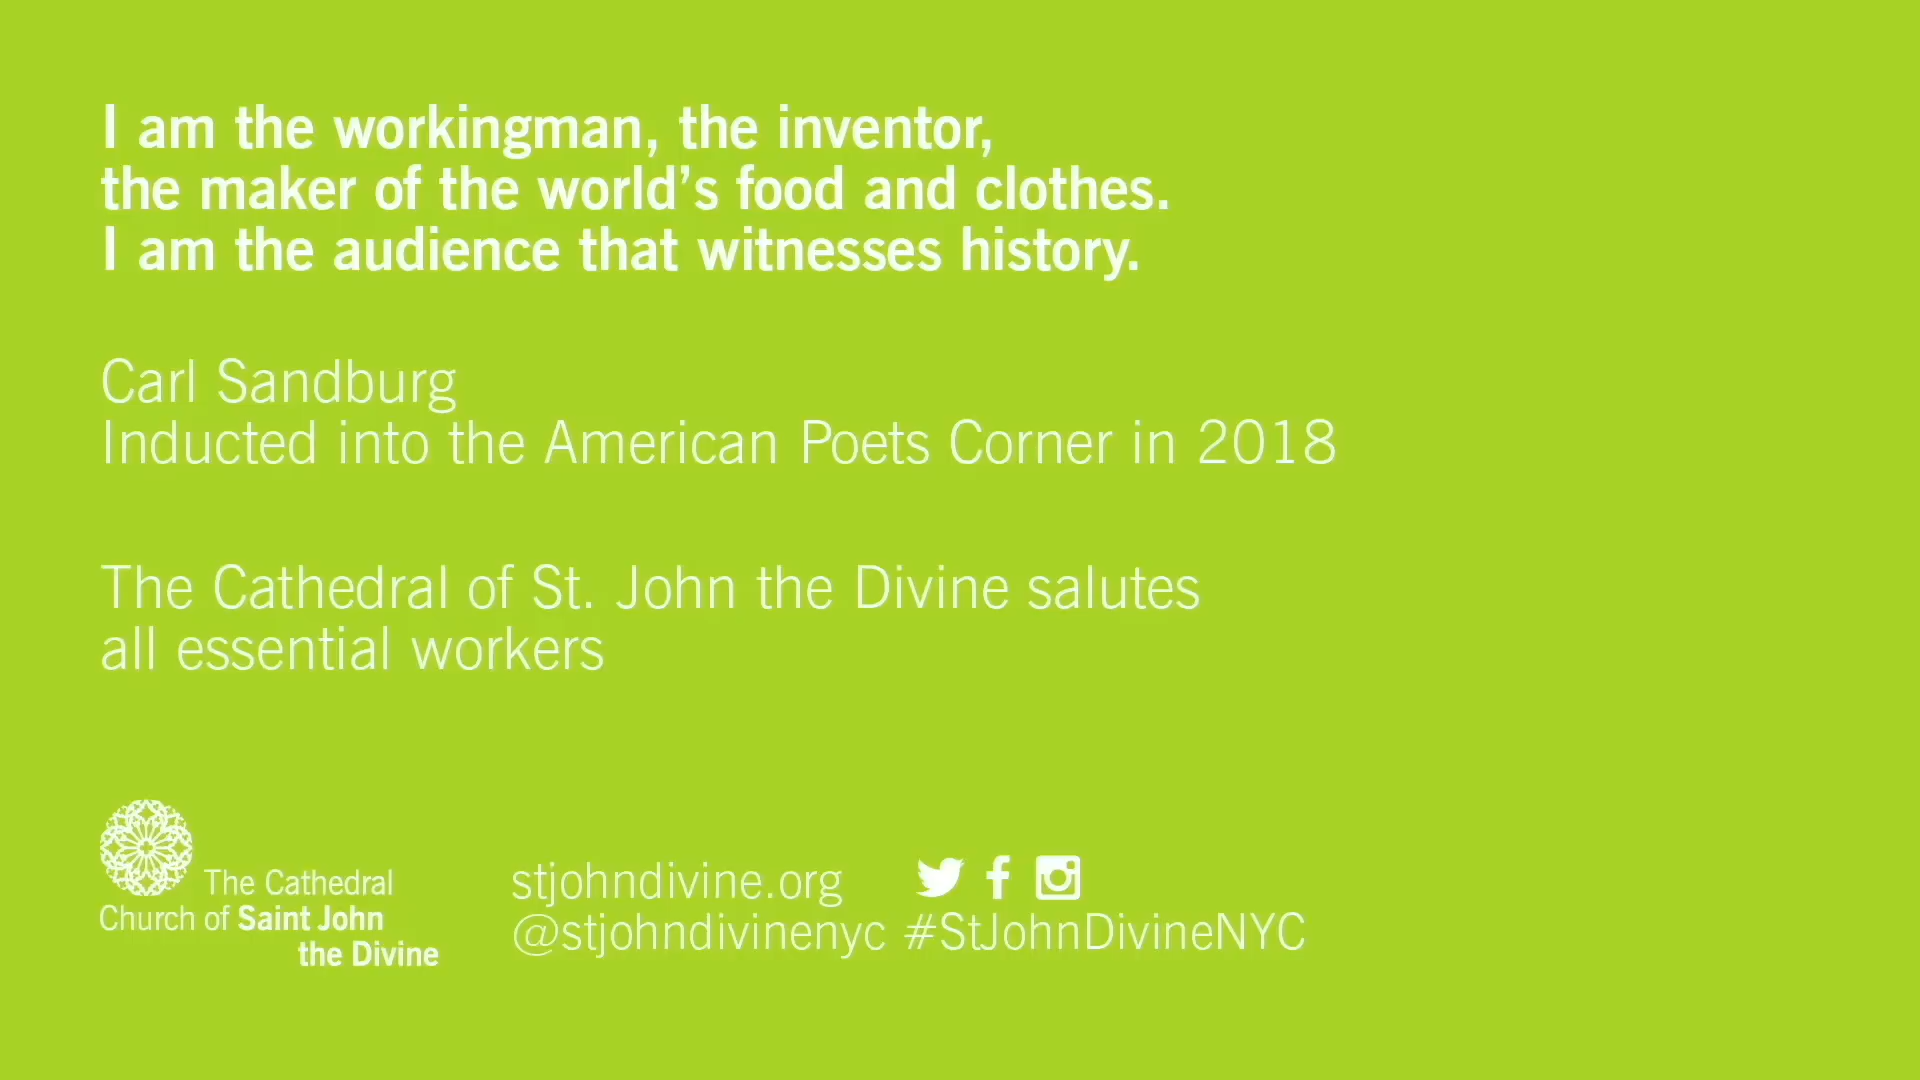 I am the workingman, the inventor,
the maker of the world’s food and clothes.
I am the audience that witnesses history.
Carl Sandburg
Inducted into the American Poets Corner in 2018
The Cathedral of St. John the Divine salutes
all essential workers
The Cathedral
Church of Saint John
the Divine
stjohndivine.org
@stjohndivinenyc #StJohnDivineNYC